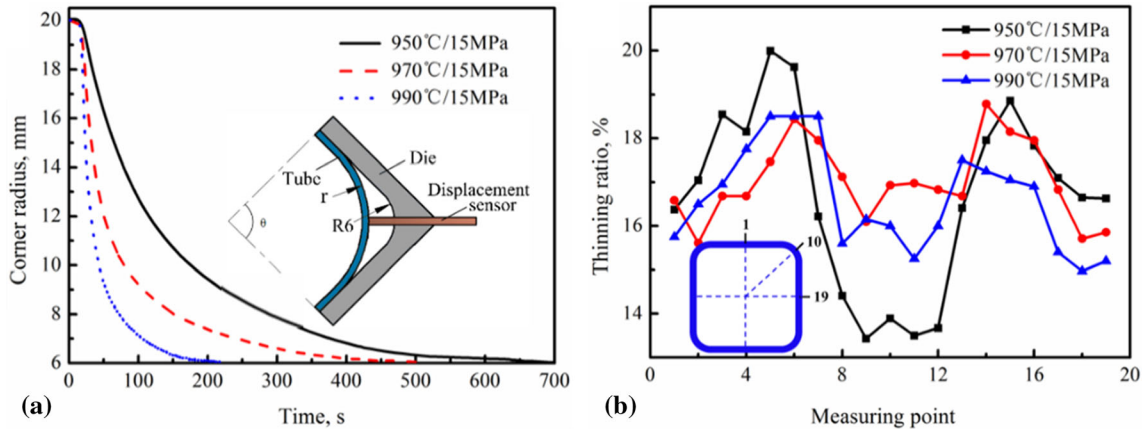 20
18
16
14
12
10
8
6
0
100
200
300
400
500
600
700
Corner radius, mm
Time, s
950℃/15MPa
970℃/15MPa
990℃/15MPa
Tube
r
Die
Displacement
sensor
R6
θ
(a)
20
18
16
14
0
4
8
12
16
20
Thinning ratio, %
Measuring point
950℃/15MPa
970℃/15MPa
990℃/15MPa
1
10
19
(b)